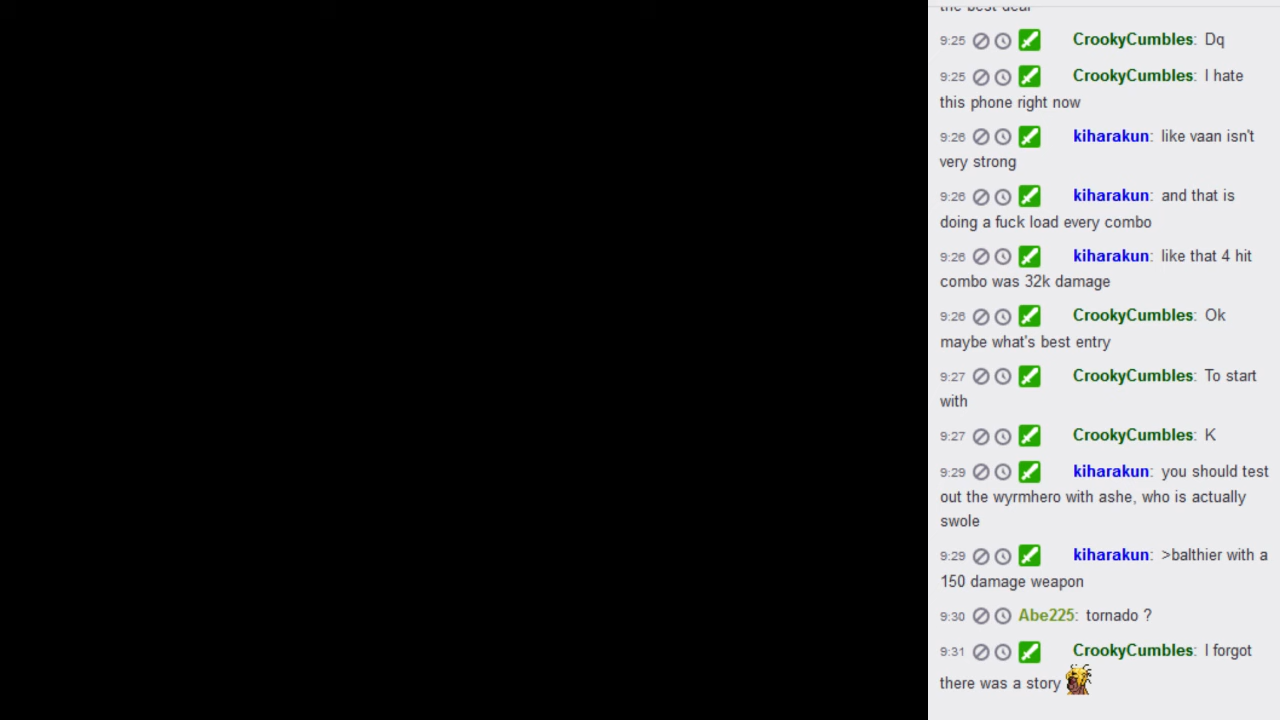 the best deal
9:25 CrookyCumbles: Dq
9:25 CrookyCumbles: I hate
this phone right now
9:26 kiharakun: like vaan isn't
very strong
9:26 kiharakun: and that is
doing a fuck load every combo
9:26 kiharakun: like that 4 hit
combo was 32k damage
9:26 CrookyCumbles: Ok
maybe what's best entry
9:27 CrookyCumbles: To start
with
9:27 CrookyCumbles: K
9:29 kiharakun: you should test
out the wyrmhero with ashe, who is actually
swole
9:29 kiharakun: >balthier with a
150 damage weapon
9:30 Abe225: tornado ?
9:31 CrookyCumbles: I forgot
there was a story